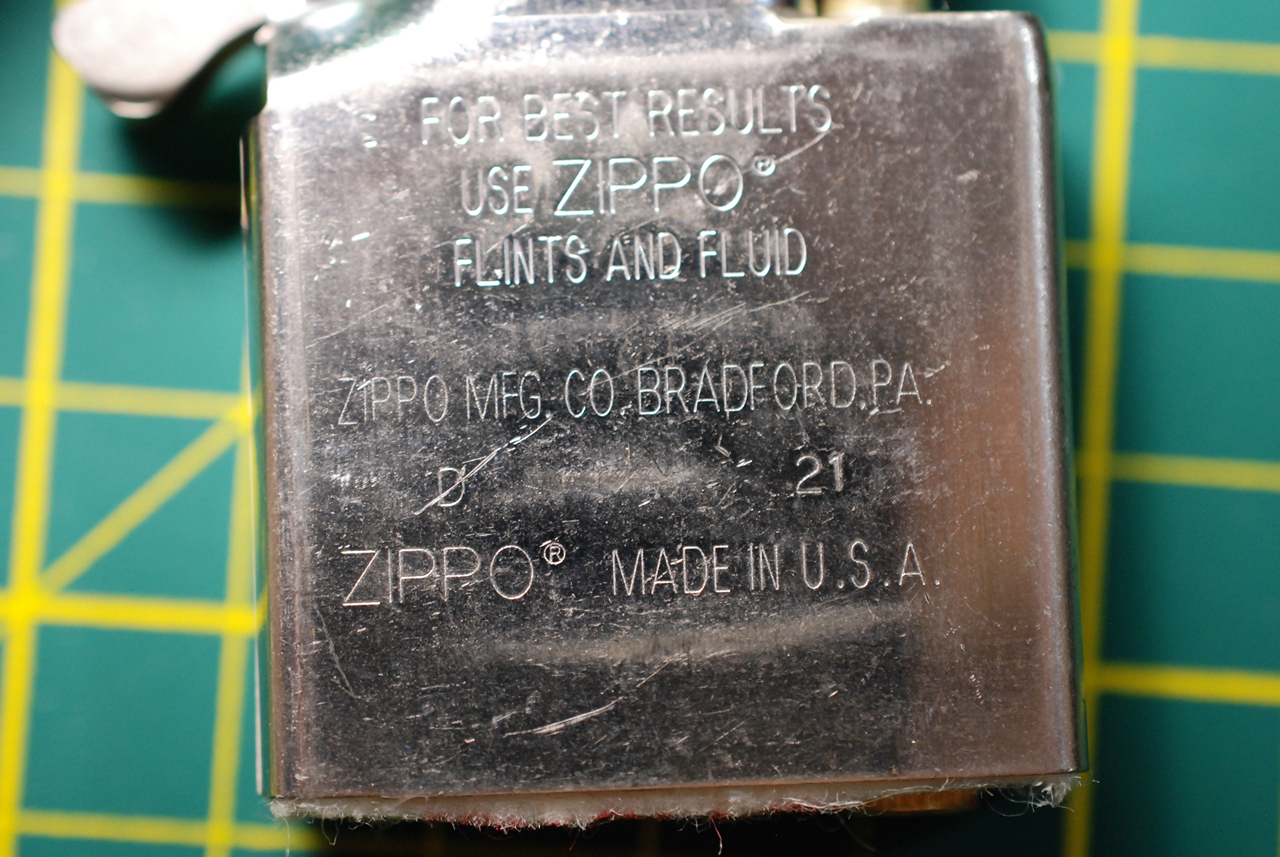 FOR BEST RESULTS
USE ZIPPO®
FLINTS AND FLUID
ZIPPO MFG. CO. BRADFORD, PA.
D 21
ZIPPO® MADE IN U.S.A.